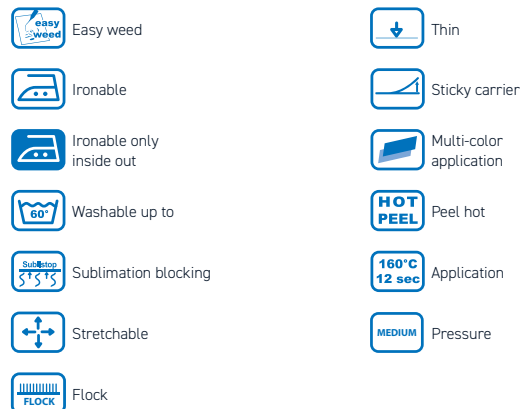 easy
weed
Easy weed
Ironable
Ironable only
inside out
60°
Washable up to
Substop
Sublimation blocking
Stretchable
FLOCK
Flock
Thin
Sticky carrier
Multi-color
application
HOT
PEEL
Peel hot
160°C
12 sec
Application
MEDIUM
Pressure